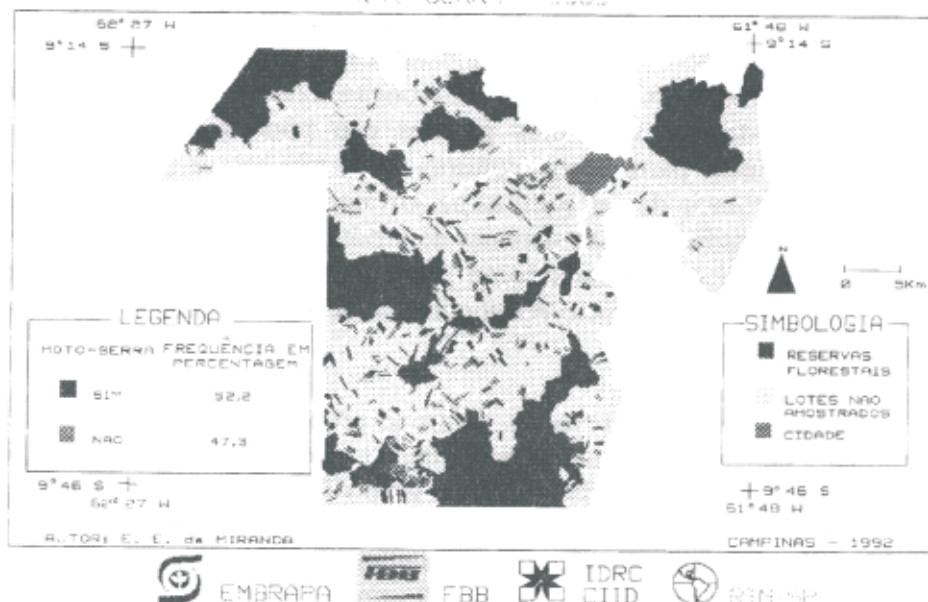 62° 27 W
9° 14 S
61° 48 W
9° 14 S
N
0 5Km
LEGENDA
MOTO-SERRA FREQUÊNCIA EM PERCENTAGEM
SIM 52,2
NAO 47,3
SIMBOLOGIA
RESERVAS
FLORESTAIS
LOTES NAO
AMOSTRADOS
CIDADE
9° 46 S
62° 27 W
9° 46 S
61° 48 W
AUTOR: E. E. de MIRANDA
CAMPINAS - 1992
EMBRAPA
FBB
FBB
IDRC
CIID